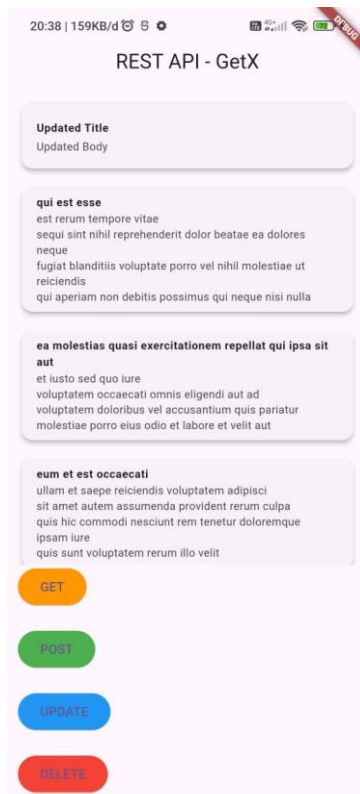 20:38 | 159KB/d
DEBUG
REST API - GetX
Updated Title
Updated Body
qui est esse
est rerum tempore vitae
sequi sint nihil reprehenderit dolor beatae ea dolores
neque
fugiat blanditiis voluptate porro vel nihil molestiae ut
reiciendis
qui aperiam non debitis possimus qui neque nisi nulla
ea molestias quasi exercitationem repellat qui ipsa sit
aut
et iusto sed quo iure
voluptatem occaecati omnis eligendi aut ad
voluptatem doloribus vel accusantium quis pariatur
molestiae porro eius odio et labore et velit aut
eum et est occaecati
ullam et saepe reiciendis voluptatem adipisci
sit amet autem assumenda provident rerum culpa
quis hic commodi nesciunt rem tenetur doloremque
ipsam iure
quis sunt voluptatem rerum illo velit
GET
POST
UPDATE
DELETE